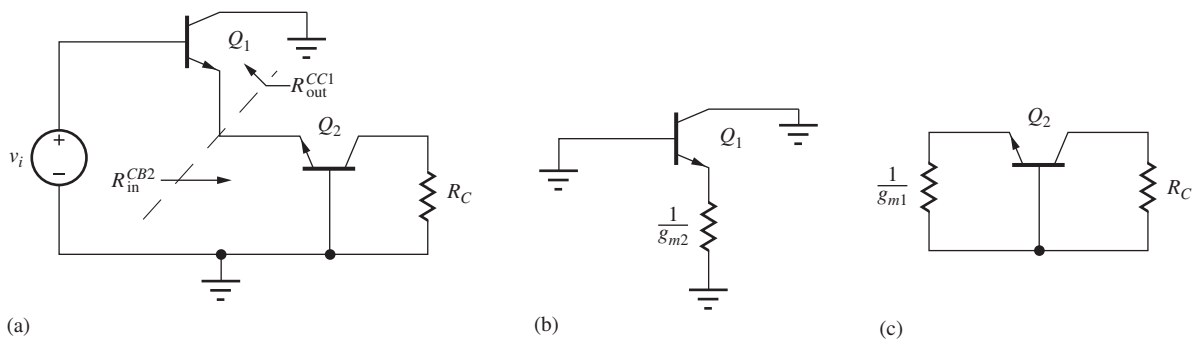 Q1
R_out^CC1
v_i
+
−
R_in^CB2
Q2
R_C
(a)
Q1
1/g_m2
(b)
Q2
1/g_m1
R_C
(c)